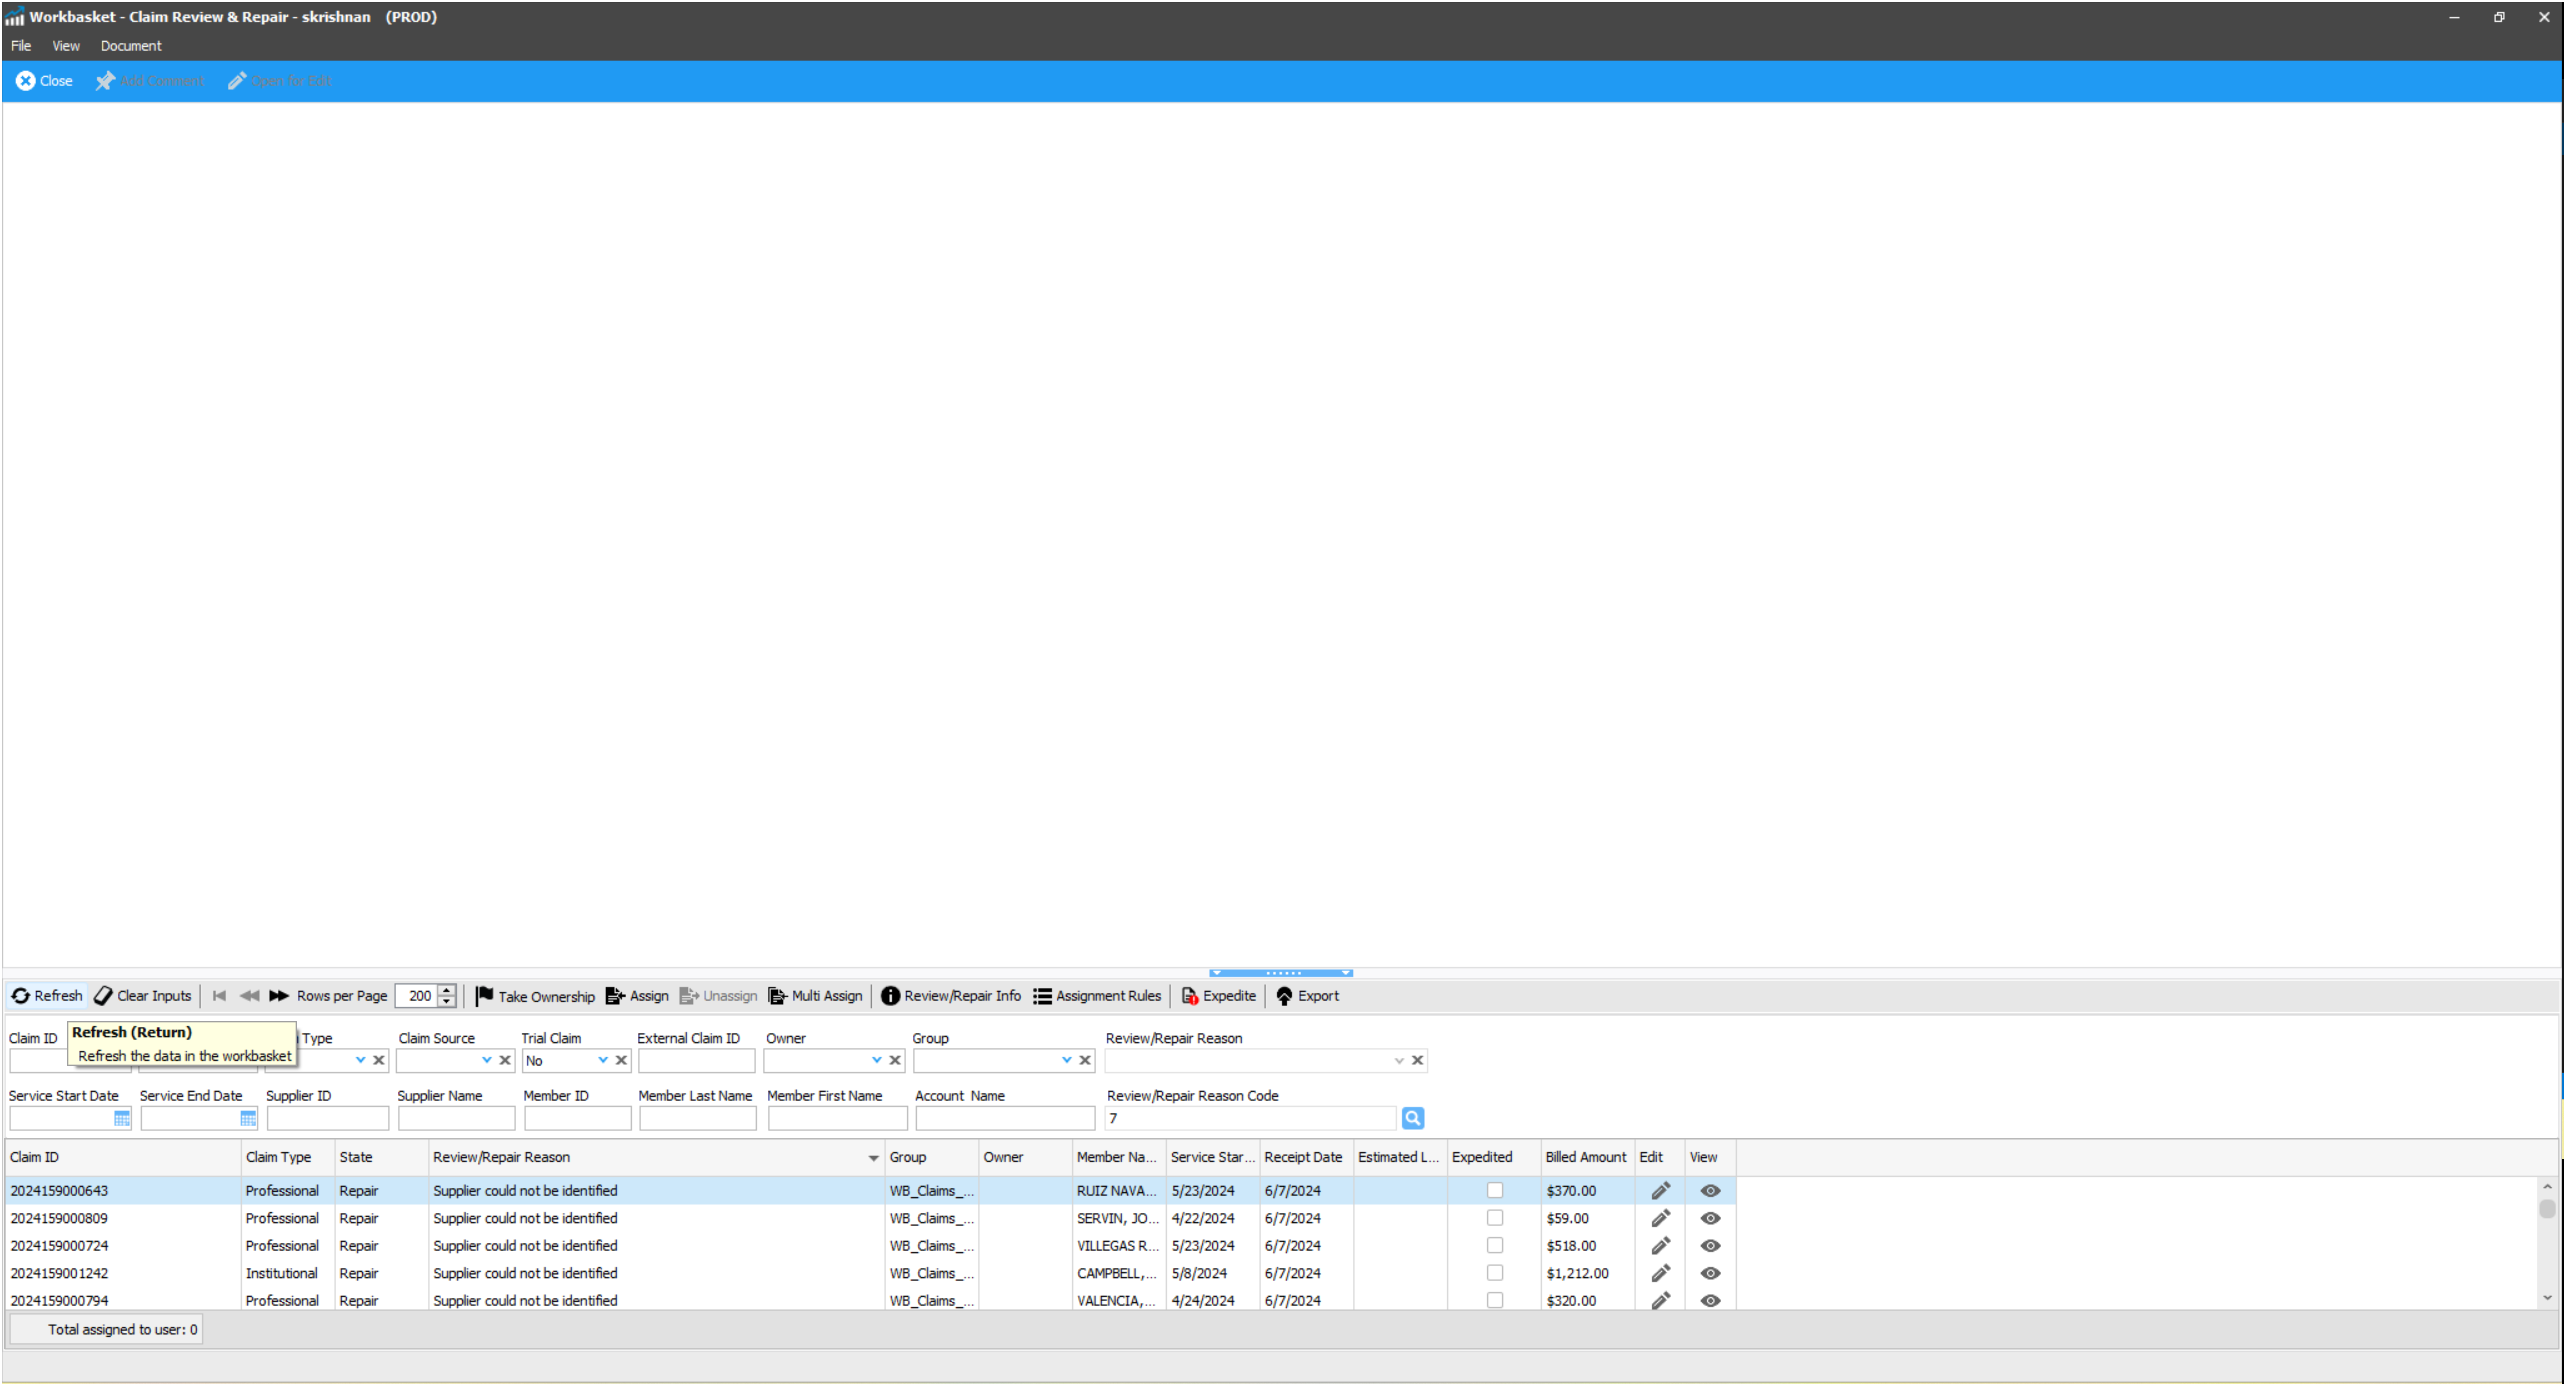 Workbasket - Claim Review & Repair - skrishnan (PROD)
File View Document
Close Add Comment Open for Edit
Refresh Clear Inputs Rows per Page 200 Take Ownership Assign Unassign Multi Assign Review/Repair Info Assignment Rules Expedite Export
Claim ID Type Claim Source Trial Claim External Claim ID Owner Group Review/Repair Reason
Refresh (Return)
Refresh the data in the workbasket
No
Service Start Date Service End Date Supplier ID Supplier Name Member ID Member Last Name Member First Name Account Name Review/Repair Reason Code
7
Claim ID Claim Type State Review/Repair Reason Group Owner Member Na... Service Star... Receipt Date Estimated L... Expedited Billed Amount Edit View
2024159000643 Professional Repair Supplier could not be identified WB_Claims_... RUIZ NAVA... 5/23/2024 6/7/2024 $370.00
2024159000809 Professional Repair Supplier could not be identified WB_Claims_... SERVIN, JO... 4/22/2024 6/7/2024 $59.00
2024159000724 Professional Repair Supplier could not be identified WB_Claims_... VILLEGAS R... 5/23/2024 6/7/2024 $518.00
2024159001242 Institutional Repair Supplier could not be identified WB_Claims_... CAMPBELL,... 5/8/2024 6/7/2024 $1,212.00
2024159000794 Professional Repair Supplier could not be identified WB_Claims_... VALENCIA,... 4/24/2024 6/7/2024 $320.00
Total assigned to user: 0